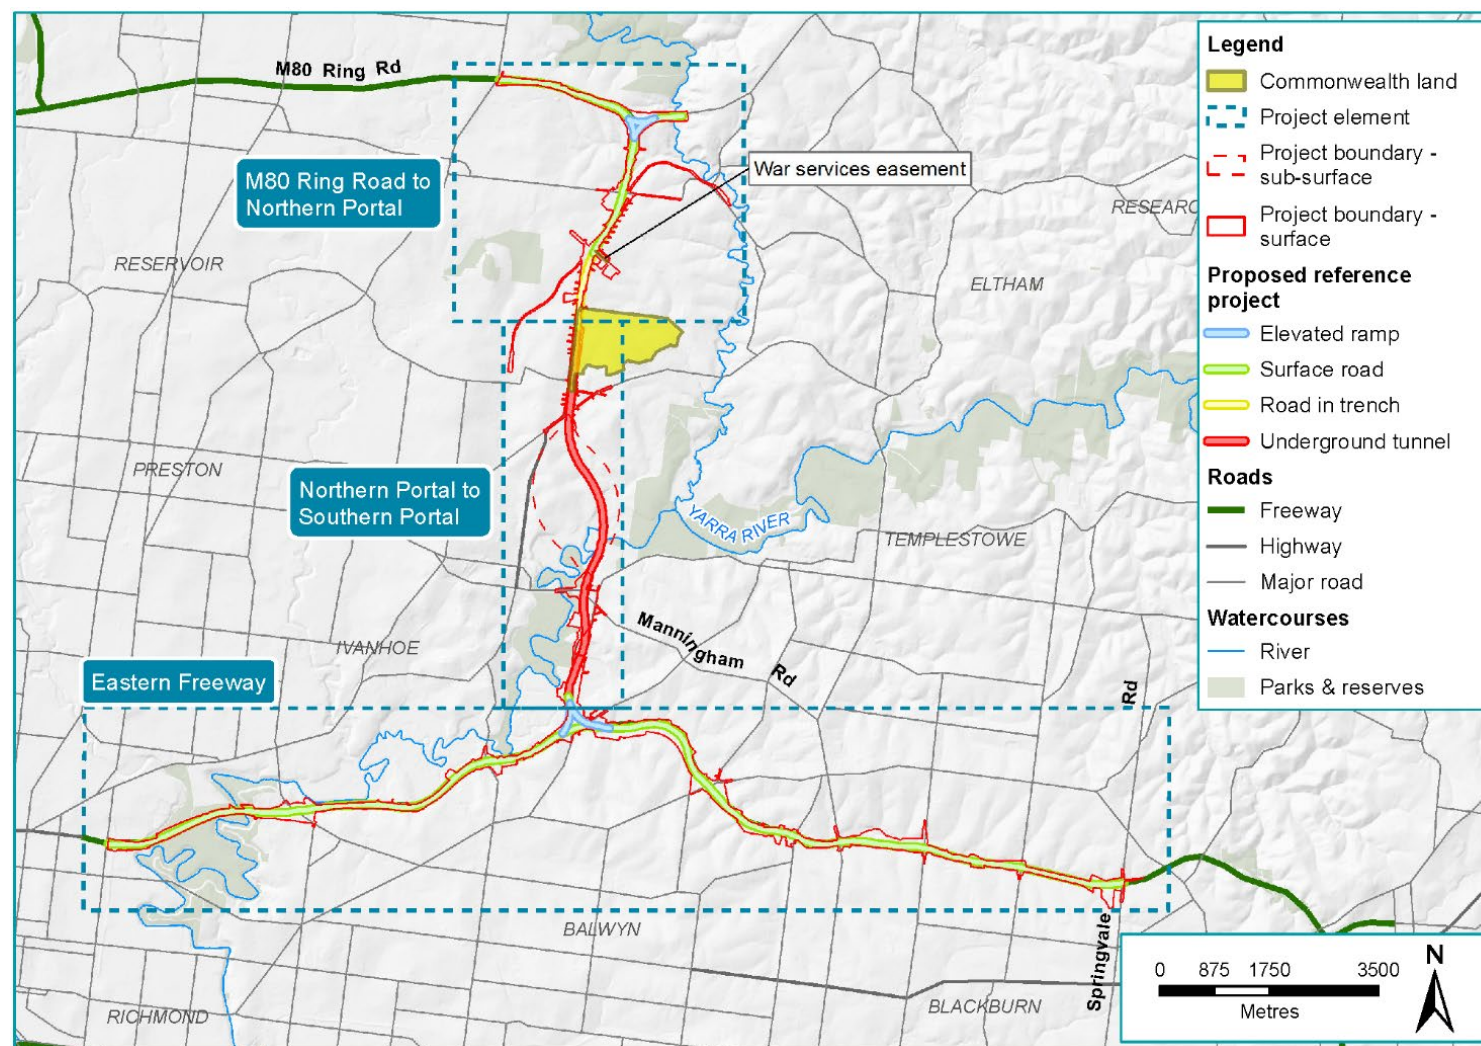 M80 Ring Rd
M80 Ring Road to
Northern Portal
War services easement
RESERVOIR
RESEARC
ELTHAM
PRESTON
Northern Portal to
Southern Portal
YARRA RIVER
TEMPLESTOWE
IVANHOE
Manningham Rd
Eastern Freeway
Springvale Rd
BALWYN
RICHMOND
BLACKBURN
Legend
Commonwealth land
Project element
Project boundary -
sub-surface
Project boundary -
surface
Proposed reference
project
Elevated ramp
Surface road
Road in trench
Underground tunnel
Roads
Freeway
Highway
Major road
Watercourses
River
Parks & reserves
0 875 1750 3500
Metres
N